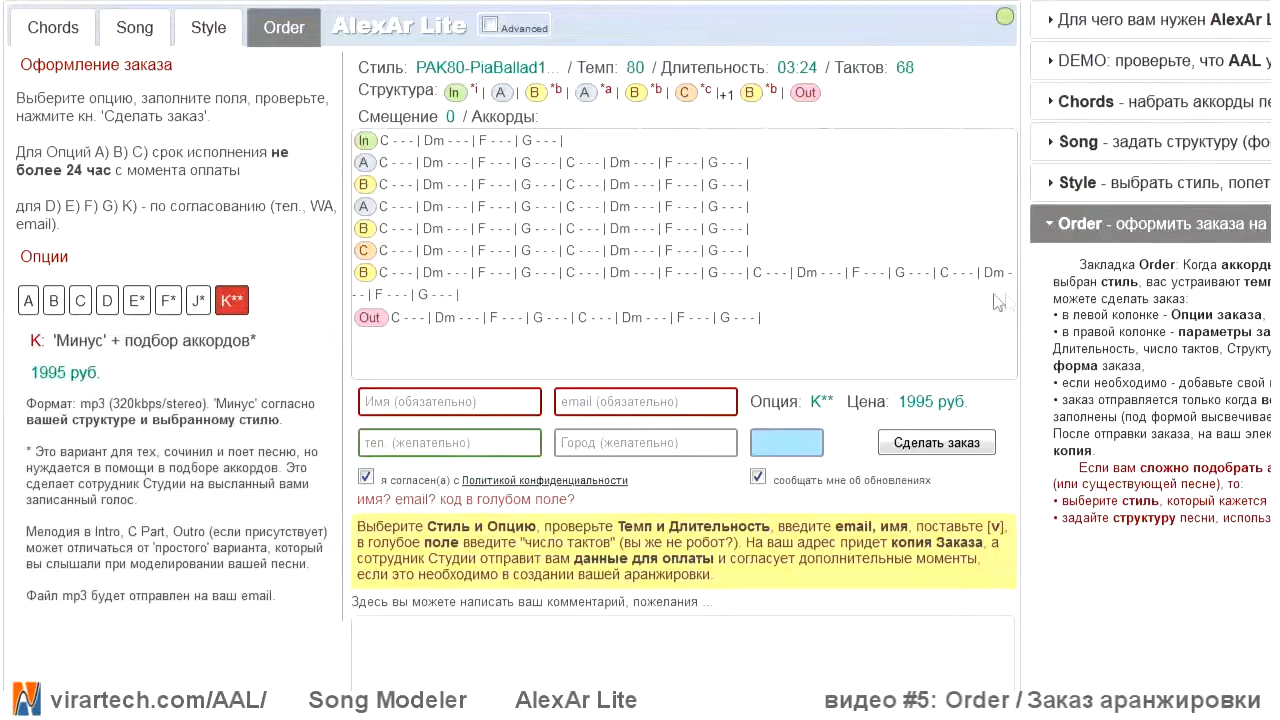 Chords Song Style Order AlexAr Lite Advanced
Оформление заказа
Выберите опцию, заполните поля, проверьте,
нажмите кн. 'Сделать заказ'.
Для Опций A) B) C) срок исполнения не
более 24 час с момента оплаты
для D) E) F) G) K) - по согласованию (тел., WA,
email).
Опции
A B C D E* F* J* K**
K: 'Минус' + подбор аккордов*
1995 руб.
Формат: mp3 (320kbps/stereo). 'Минус' согласно
вашей структуре и выбранному стилю.
* Это вариант для тех, сочинил и поет песню, но
нуждается в помощи в подборе аккордов. Это
сделает сотрудник Студии на высланный вами
записанный голос.
Мелодия в Intro, C Part, Outro (если присутствует)
может отличаться от 'простого' варианта, который
вы слышали при моделировании вашей песни.
Файл mp3 будет отправлен на ваш email.
Стиль: PAK80-PiaBallad1... / Темп: 80 / Длительность: 03:24 / Тактов: 68
Структура: In *i | A | B *b | A *a | B *b | C *c |+1 B *b | Out
Смещение 0 / Аккорды:
In C - - - | Dm - - - | F - - - | G - - - |
A C - - - | Dm - - - | F - - - | G - - - | C - - - | Dm - - - | F - - - | G - - - |
B C - - - | Dm - - - | F - - - | G - - - | C - - - | Dm - - - | F - - - | G - - - |
A C - - - | Dm - - - | F - - - | G - - - | C - - - | Dm - - - | F - - - | G - - - |
B C - - - | Dm - - - | F - - - | G - - - | C - - - | Dm - - - | F - - - | G - - - |
C C - - - | Dm - - - | F - - - | G - - - | C - - - | Dm - - - | F - - - | G - - - |
B C - - - | Dm - - - | F - - - | G - - - | C - - - | Dm - - - | F - - - | G - - - | C - - - | Dm - - - | F - - - | G - - - | C - - - | Dm -
- - | F - - - | G - - - |
Out C - - - | Dm - - - | F - - - | G - - - | C - - - | Dm - - - | F - - - | G - - - |
Имя (обязательно) email (обязательно) Опция: K** Цена: 1995 руб.
тел. (желательно) Город (желательно) Сделать заказ
я согласен(а) с Политикой конфиденциальности сообщать мне об обновлениях
имя? email? код в голубом поле?
Выберите Стиль и Опцию, проверьте Темп и Длительность, введите email, имя, поставьте [v],
в голубое поле введите "число тактов" (вы же не робот?). На ваш адрес придет копия Заказа, а
сотрудник Студии отправит вам данные для оплаты и согласует дополнительные моменты,
если это необходимо в создании вашей аранжировки.
Здесь вы можете написать ваш комментарий, пожелания ...
Для чего вам нужен AlexAr L
DEMO: проверьте, что AAL у
Chords - набрать аккорды пе
Song - задать структуру (фо
Style - выбрать стиль, попет
Order - оформить заказ на
Закладка Order: Когда аккорды
выбран стиль, вас устраивают темп
можете сделать заказ:
• в левой колонке - Опции заказа,
• в правой колонке - параметры за
Длительность, число тактов, Структу
форма заказа,
• если необходимо - добавьте свой к
• заказ отправляется только когда вс
заполнены (под формой высвечивае
После отправки заказа, на ваш элек
копия.
Если вам сложно подобрать а
(или существующей песне), то:
• выберите стиль, который кажется
• задайте структуру песни, использ
virartech.com/AAL/ Song Modeler AlexAr Lite видео #5: Order / Заказ аранжировки